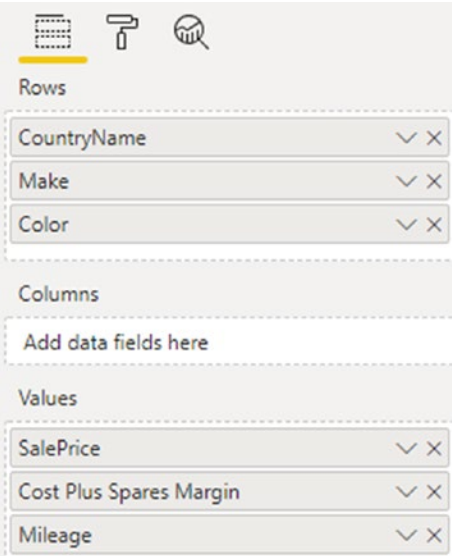 Rows
CountryName
Make
Color
Columns
Add data fields here
Values
SalePrice
Cost Plus Spares Margin
Mileage